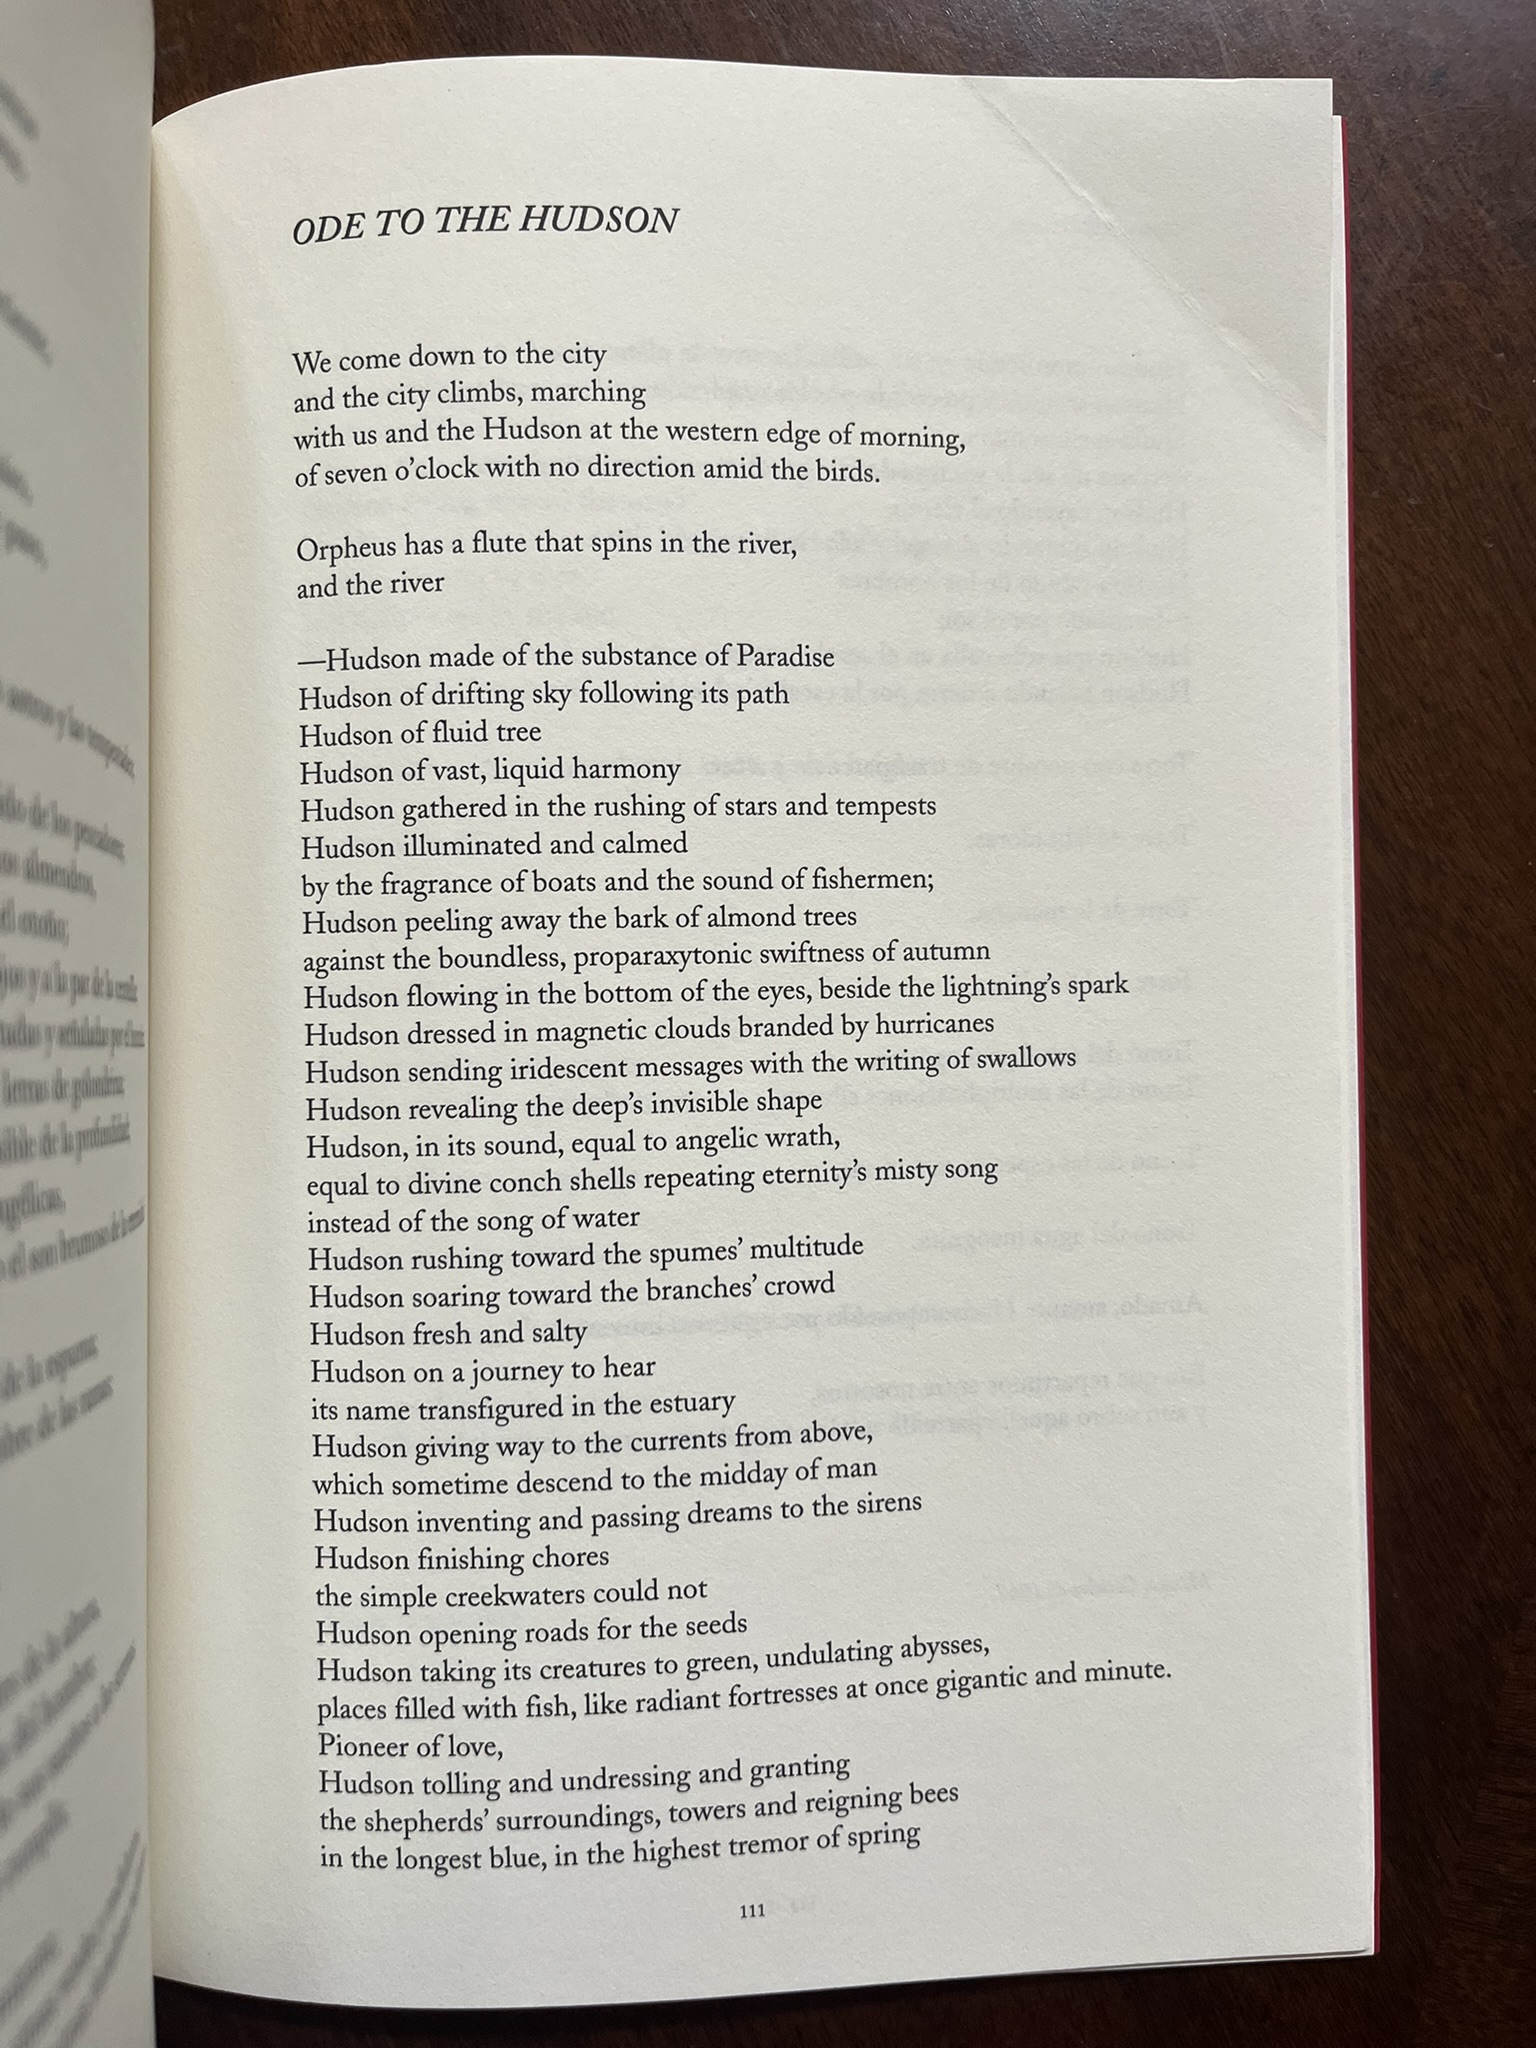 ODE TO THE HUDSON
We come down to the city
and the city climbs, marching
with us and the Hudson at the western edge of morning,
of seven o’clock with no direction amid the birds.
Orpheus has a flute that spins in the river,
and the river
—Hudson made of the substance of Paradise
Hudson of drifting sky following its path
Hudson of fluid tree
Hudson of vast, liquid harmony
Hudson gathered in the rushing of stars and tempests
Hudson illuminated and calmed
by the fragrance of boats and the sound of fishermen;
Hudson peeling away the bark of almond trees
against the boundless, proparaxytonic swiftness of autumn
Hudson flowing in the bottom of the eyes, beside the lightning’s spark
Hudson dressed in magnetic clouds branded by hurricanes
Hudson sending iridescent messages with the writing of swallows
Hudson revealing the deep’s invisible shape
Hudson, in its sound, equal to angelic wrath,
equal to divine conch shells repeating eternity’s misty song
instead of the song of water
Hudson rushing toward the spumes’ multitude
Hudson soaring toward the branches’ crowd
Hudson fresh and salty
Hudson on a journey to hear
its name transfigured in the estuary
Hudson giving way to the currents from above,
which sometime descend to the midday of man
Hudson inventing and passing dreams to the sirens
Hudson finishing chores
the simple creekwaters could not
Hudson opening roads for the seeds
Hudson taking its creatures to green, undulating abysses,
places filled with fish, like radiant fortresses at once gigantic and minute.
Pioneer of love,
Hudson tolling and undressing and granting
the shepherds’ surroundings, towers and reigning bees
in the longest blue, in the highest tremor of spring
111